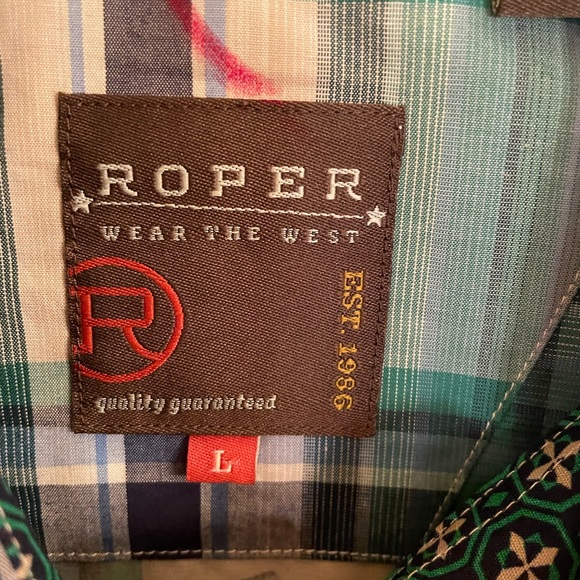 ROPER
WEAR THE WEST
R
EST. 1986
quality guaranteed
L